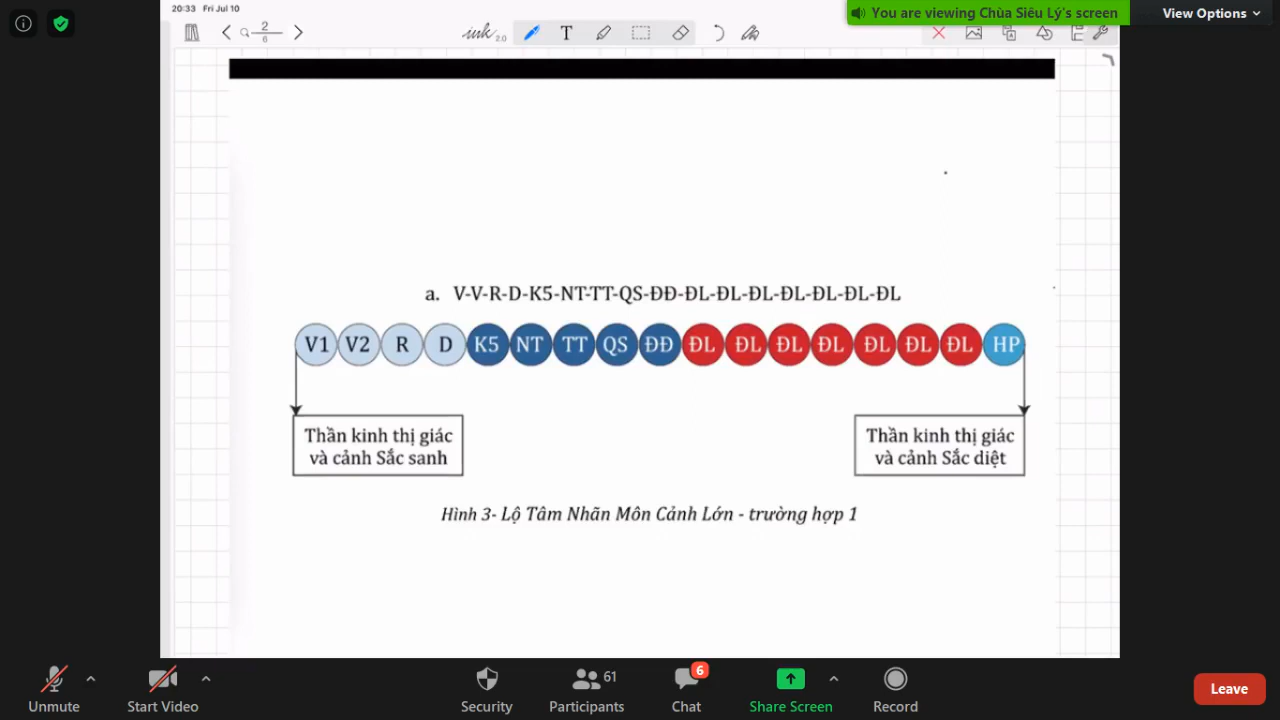 20:33 Fri Jul 10
You are viewing Chùa Siêu Lý's screen
View Options
2
6
ink 2.0
T
a. V-V-R-D-K5-NT-TT-QS-ĐĐ-ĐL-ĐL-ĐL-ĐL-ĐL-ĐL-ĐL
V1 V2 R D K5 NT TT QS ĐĐ ĐL ĐL ĐL ĐL ĐL ĐL ĐL HP
Thần kinh thị giác
và cảnh Sắc sanh
Thần kinh thị giác
và cảnh Sắc diệt
Hình 3- Lộ Tâm Nhãn Môn Cảnh Lớn - trường hợp 1
61
6
Unmute
Start Video
Security
Participants
Chat
Share Screen
Record
Leave